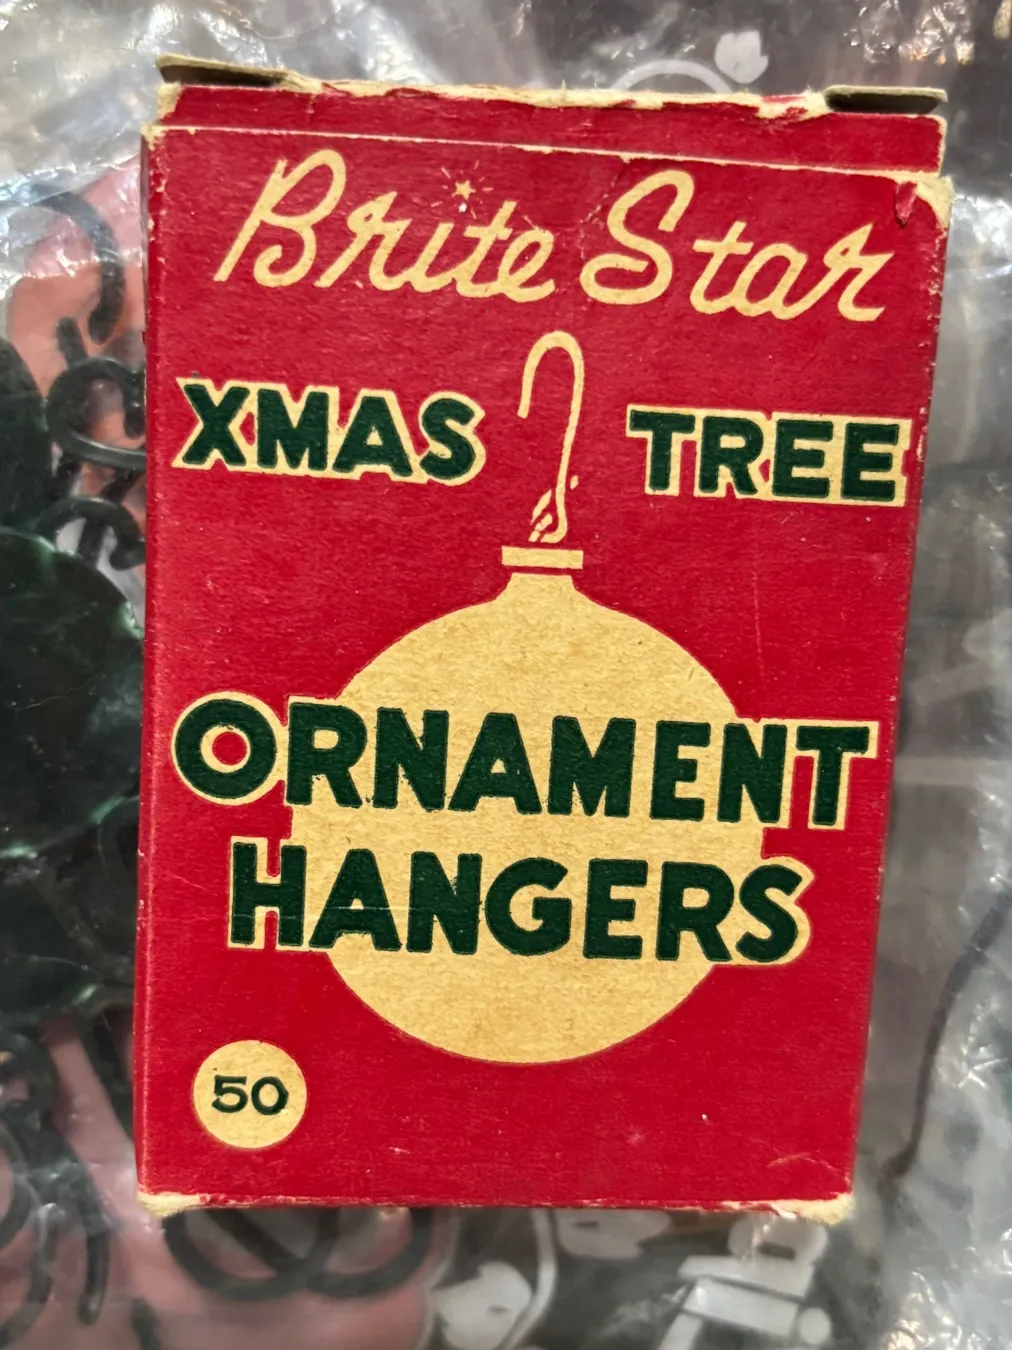 Brite Star
XMAS TREE
ORNAMENT
HANGERS
50